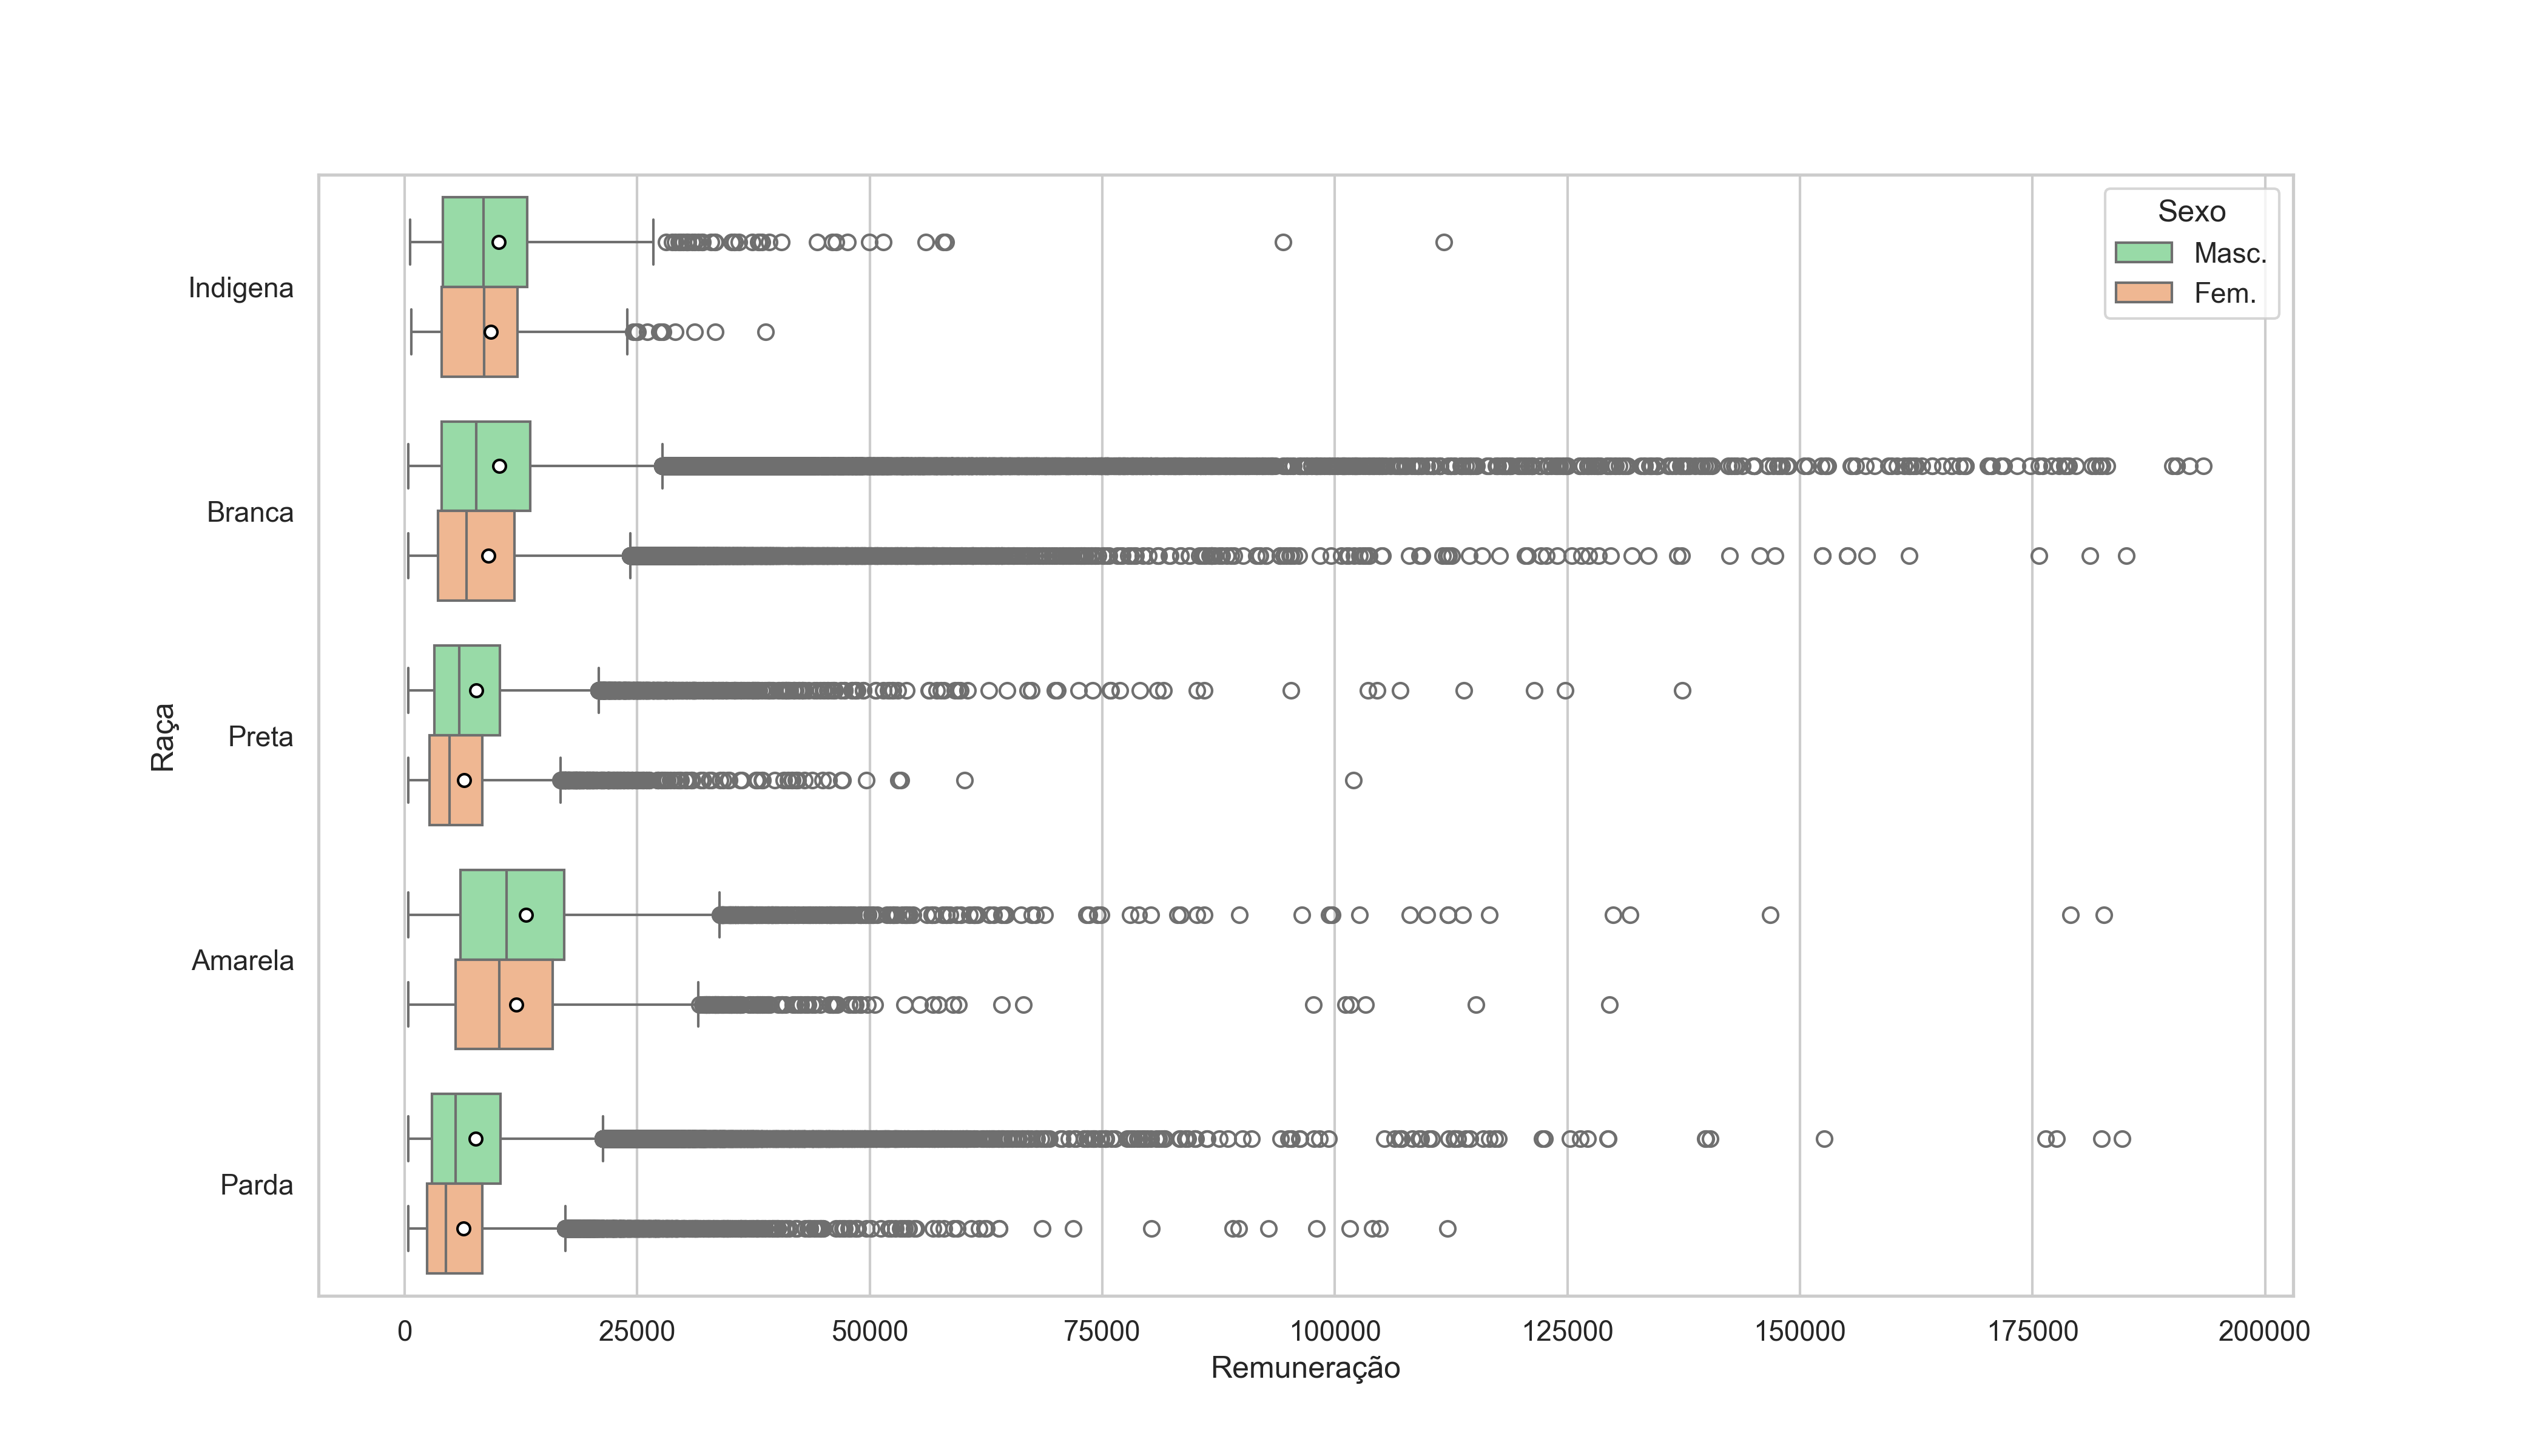 Sexo
Masc.
Fem.
Indigena
Branca
Preta
Amarela
Parda
Raça
0 25000 50000 75000 100000 125000 150000 175000 200000
Remuneração